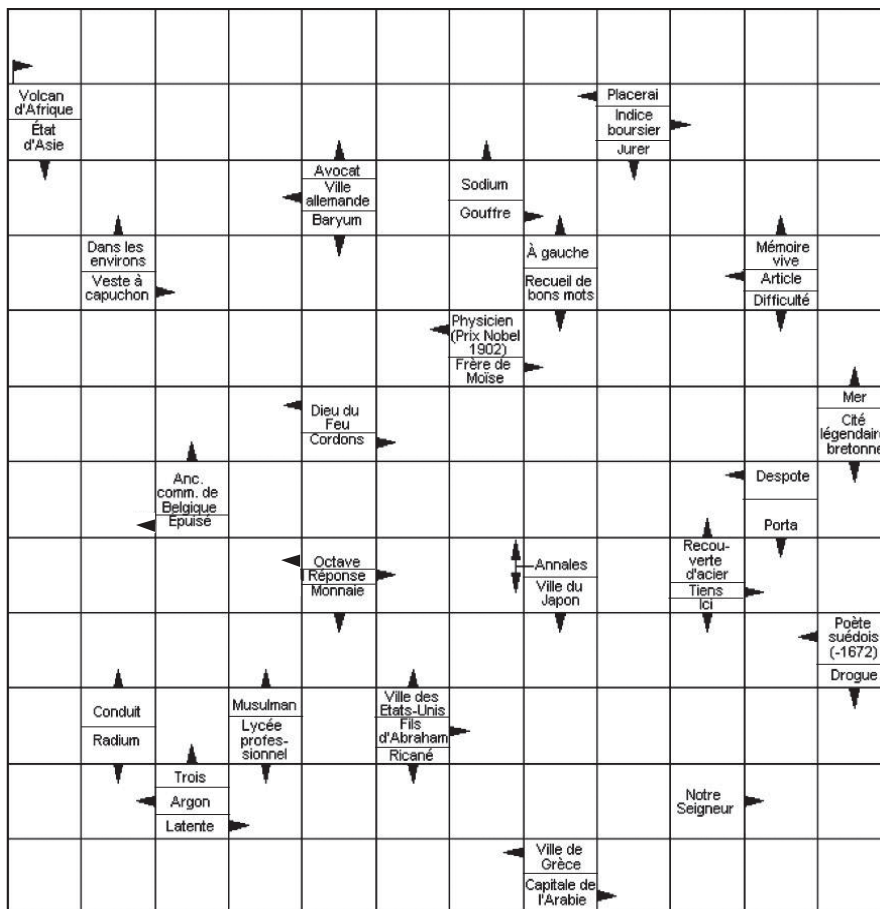 Volcan
d'Afrique
État
d'Asie
Placerai
Indice
boursier
Jurer
Avocat
Ville
allemande
Baryum
Sodium
Gouffre
Dans les
environs
Veste à
capuchon
À gauche
Recueil de
bons mots
Mémoire
vive
Article
Difficulté
Physicien
(Prix Nobel
1902)
Frère de
Moïse
Dieu du
Feu
Cordons
Mer
Cité
légendaire
bretonne
Anc.
comm. de
Belgique
Épuisé
Despote
Porta
Octave
Réponse
Monnaie
Annales
Ville du
Japon
Recou-
verte
d'acier
Tiens
Ici
Poète
suédois
(-1672)
Drogue
Conduit
Radium
Musulman
Lycée
profes-
sionnel
Ville des
Etats-Unis
Fils
d'Abraham
Ricané
Trois
Argon
Latente
Notre
Seigneur
Ville de
Grèce
Capitale de
l'Arabie